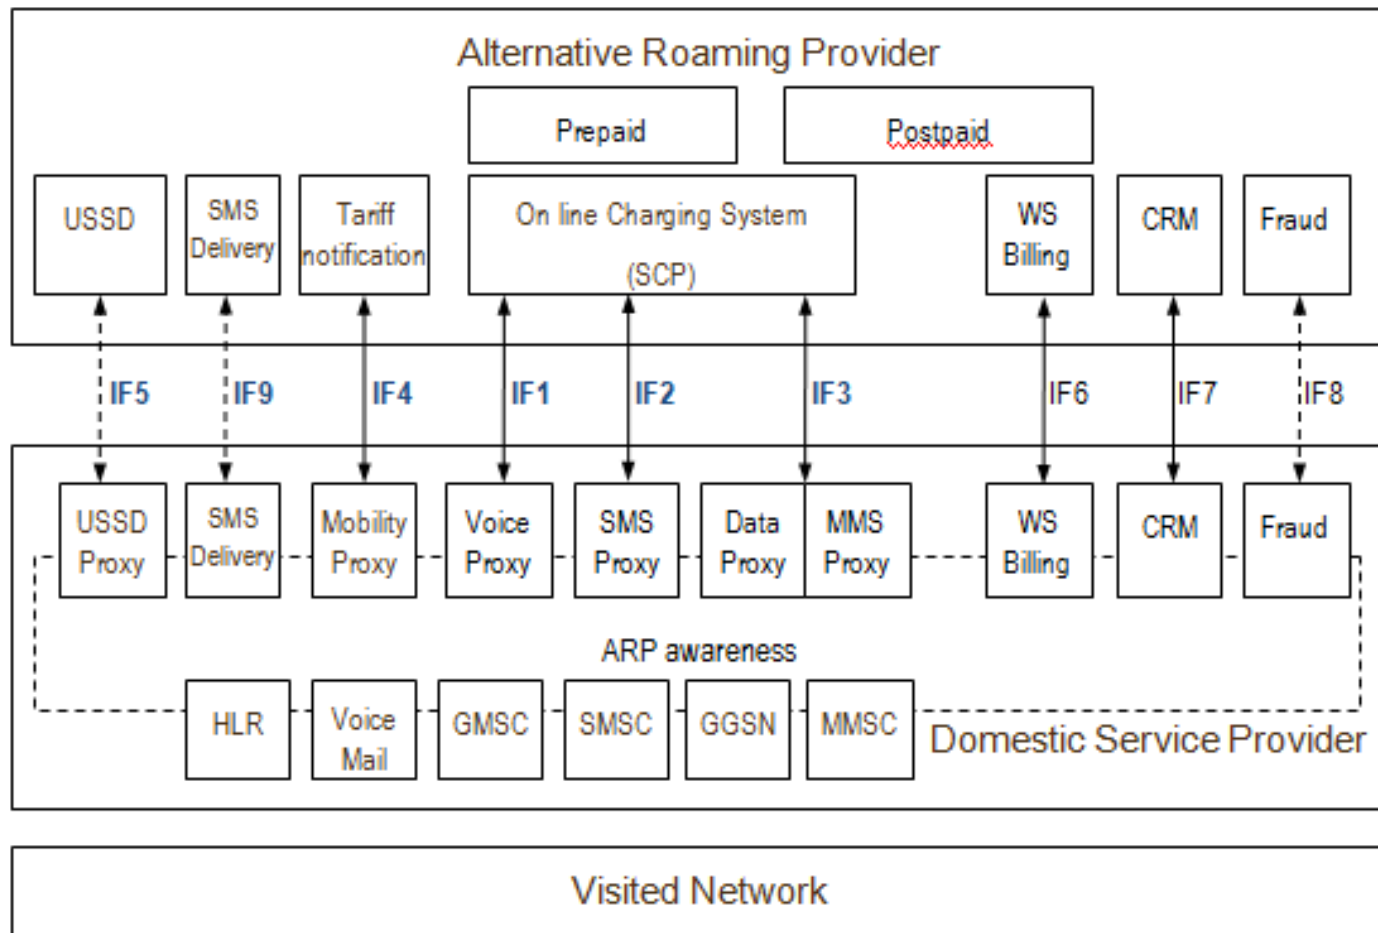 Alternative Roaming Provider
Prepaid
Postpaid
USSD
SMS
Delivery
Tariff
notification
On line Charging System
(SCP)
WS
Billing
CRM
Fraud
IF5
IF9
IF4
IF1
IF2
IF3
IF6
IF7
IF8
USSD
Proxy
SMS
Delivery
Mobility
Proxy
Voice
Proxy
SMS
Proxy
Data
Proxy
MMS
Proxy
WS
Billing
CRM
Fraud
ARP awareness
HLR
Voice
Mail
GMSC
SMSC
GGSN
MMSC
Domestic Service Provider
Visited Network